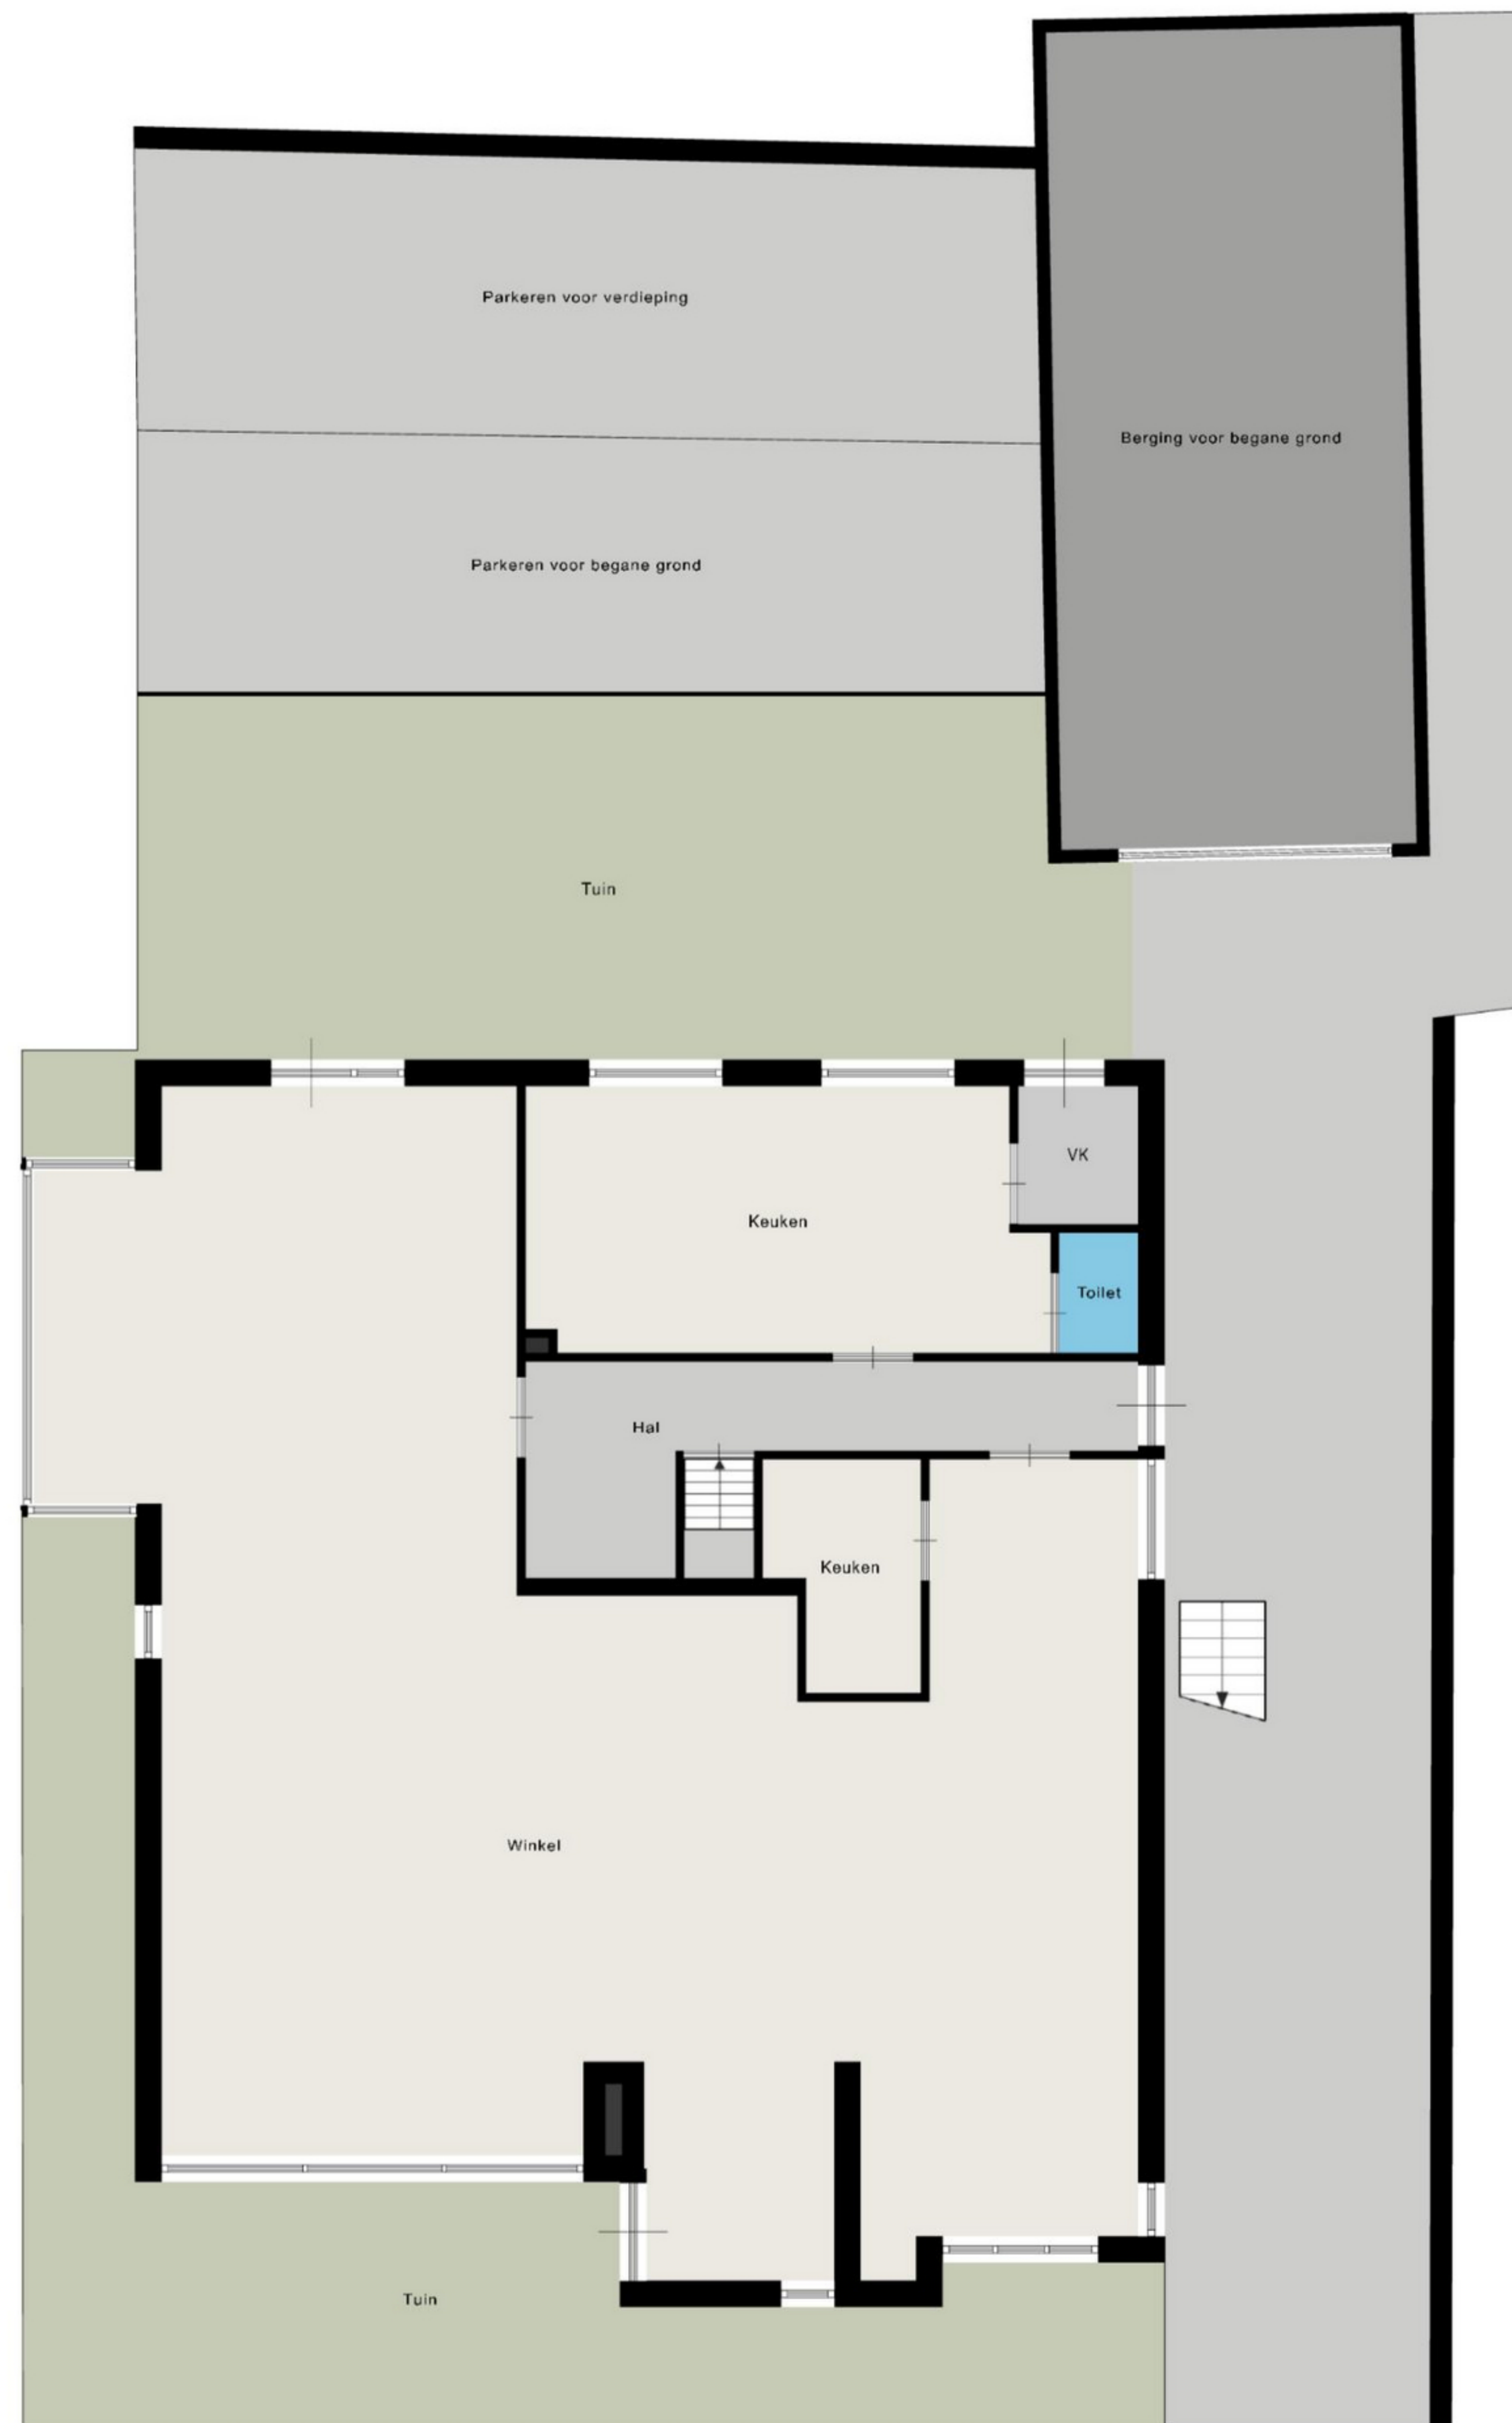 Parkeren voor verdieping
Berging voor begane grond
Parkeren voor begane grond
Tuin
VK
Keuken
Toilet
Hal
Keuken
Winkel
Tuin